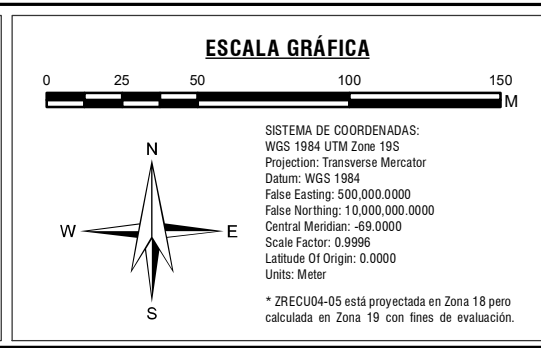 ESCALA GRÁFICA
0 25 50 100 150
M
SISTEMA DE COORDENADAS:
WGS 1984 UTM Zone 19S
Projection: Transverse Mercator
Datum: WGS 1984
False Easting: 500,000.0000
False Northing: 10,000,000.0000
Central Meridian: -69.0000
Scale Factor: 0.9996
Latitude Of Origin: 0.0000
Units: Meter
* ZRECU04-05 está proyectada en Zona 18 pero
calculada en Zona 19 con fines de evaluación.
N
W E
S